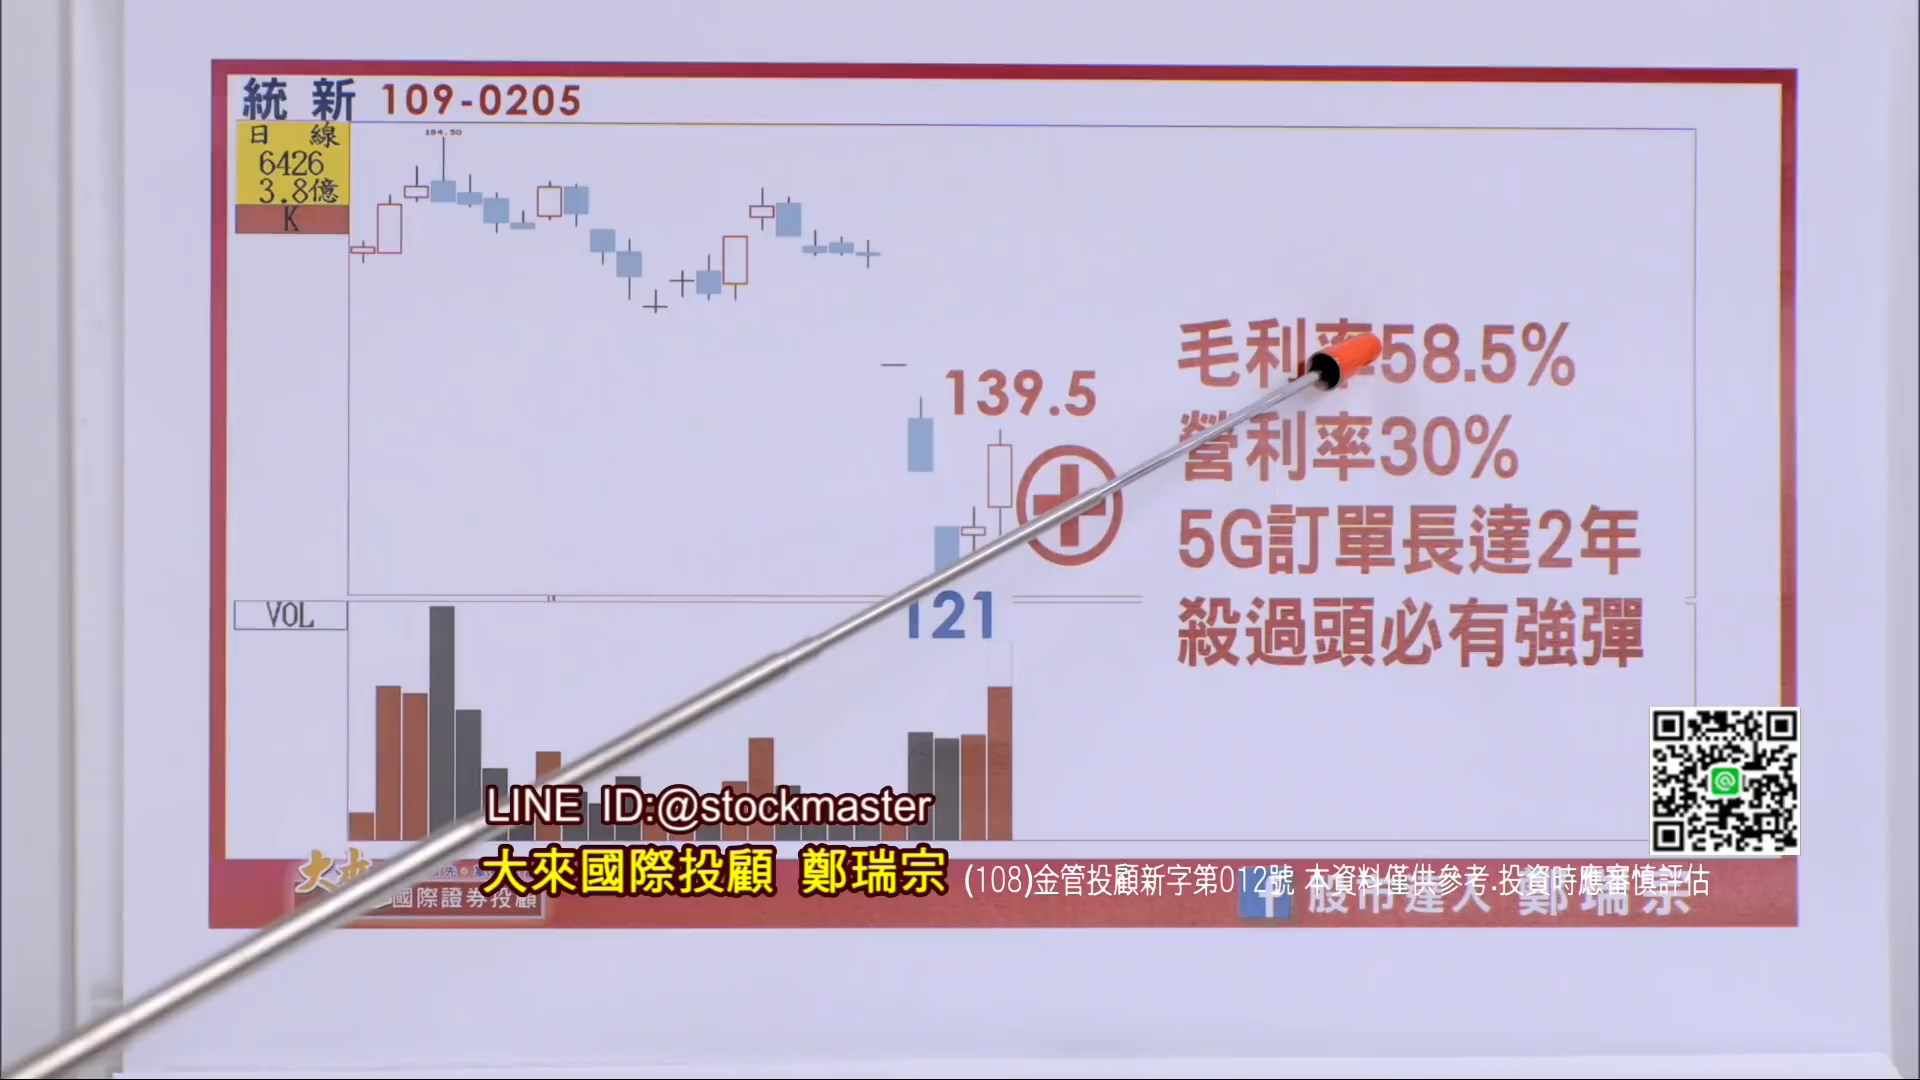 統新 109-0205
日線
6426
3.8億
K
184.50
139.5
毛利率58.5%
營利率30%
5G訂單長達2年
121
殺過頭必有強彈
VOL
LINE ID:@stockmaster
大來國際投顧 鄭瑞宗
(108)金管投顧新字第012號 本資料僅供參考.投資時應審慎評估
國際證券投顧
股市達人 鄭瑞宗